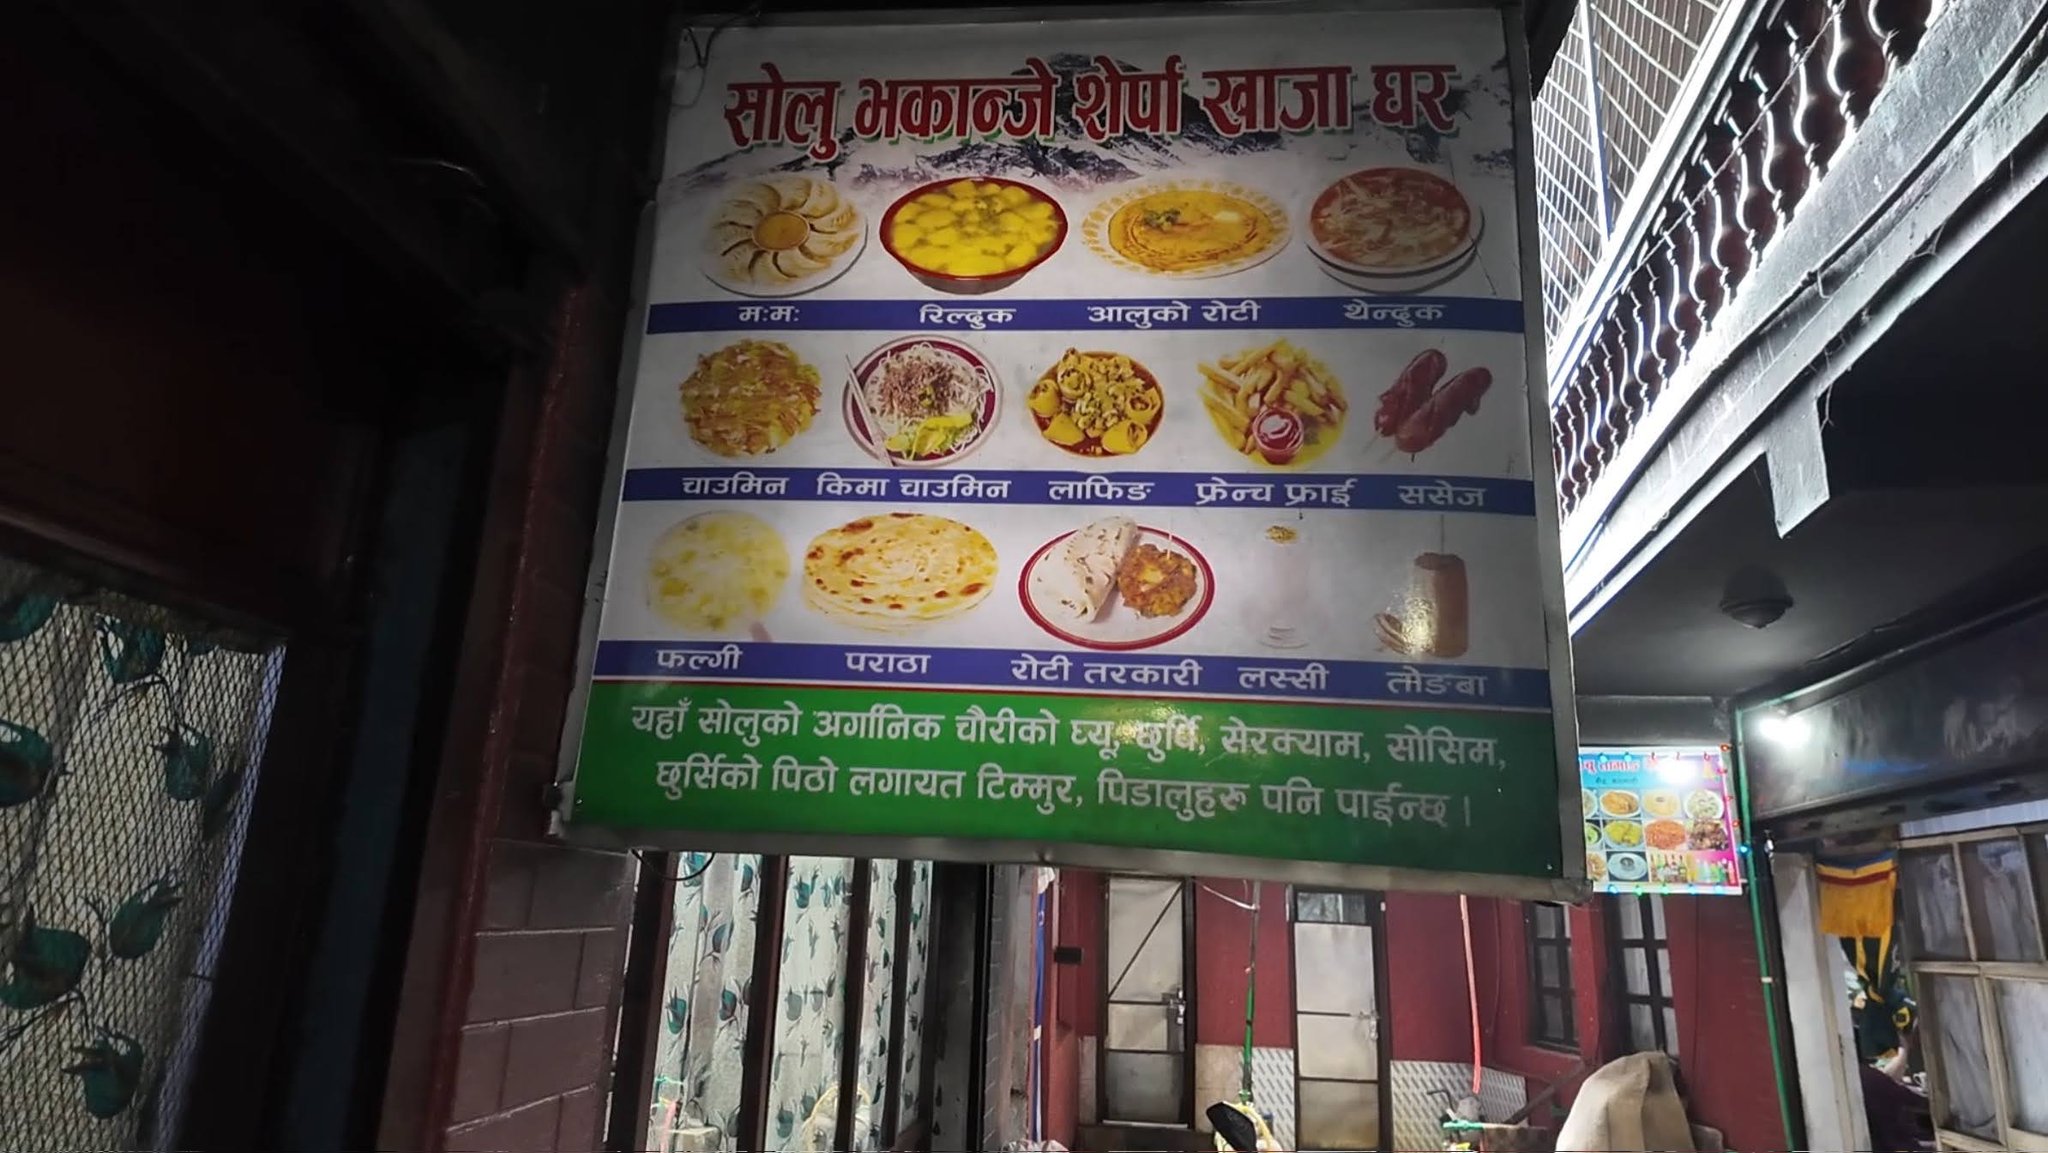 सोलु भकान्जे शेर्पा खाजा घर
मःमः रिल्दुक आलुको रोटी थेन्दुक
चाउमिन किमा चाउमिन लाफिङ फ्रेन्च फ्राई ससेज
फल्गी पराठा रोटी तरकारी लस्सी तोङबा
यहाँ सोलुको अर्गानिक चौरीको घ्यू, छुर्पि, सेरक्याम, सोसिम,
छुर्सिको पिठो लगायत टिम्मुर, पिडालुहरू पनि पाईन्छ।